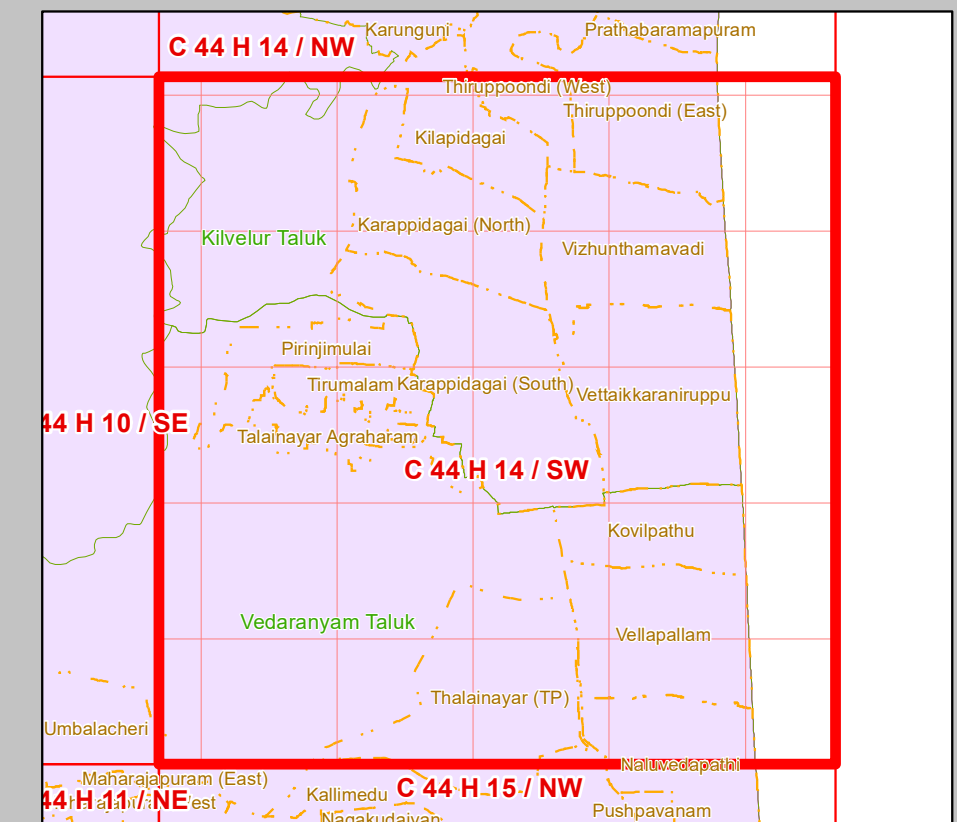 Karunguni
Prathabaramapuram
C 44 H 14 / NW
Thiruppoondi (West)
Thiruppoondi (East)
Kilapidagai
Karappidagai (North)
Kilvelur Taluk
Vizhunthamavadi
Pirinjimulai
Tirumalam
Karappidagai (South)
Vettaikkaraniruppu
44 H 10 / SE
Talainayar Agraharam
C 44 H 14 / SW
Kovilpathu
Vedaranyam Taluk
Vellapallam
Thalainayar (TP)
Umbalacheri
Naluvedapathi
Maharajapuram (East)
C 44 H 15 / NW
Kallimedu
44 H 11 / NE
Pushpavanam
Nagakudaiyan